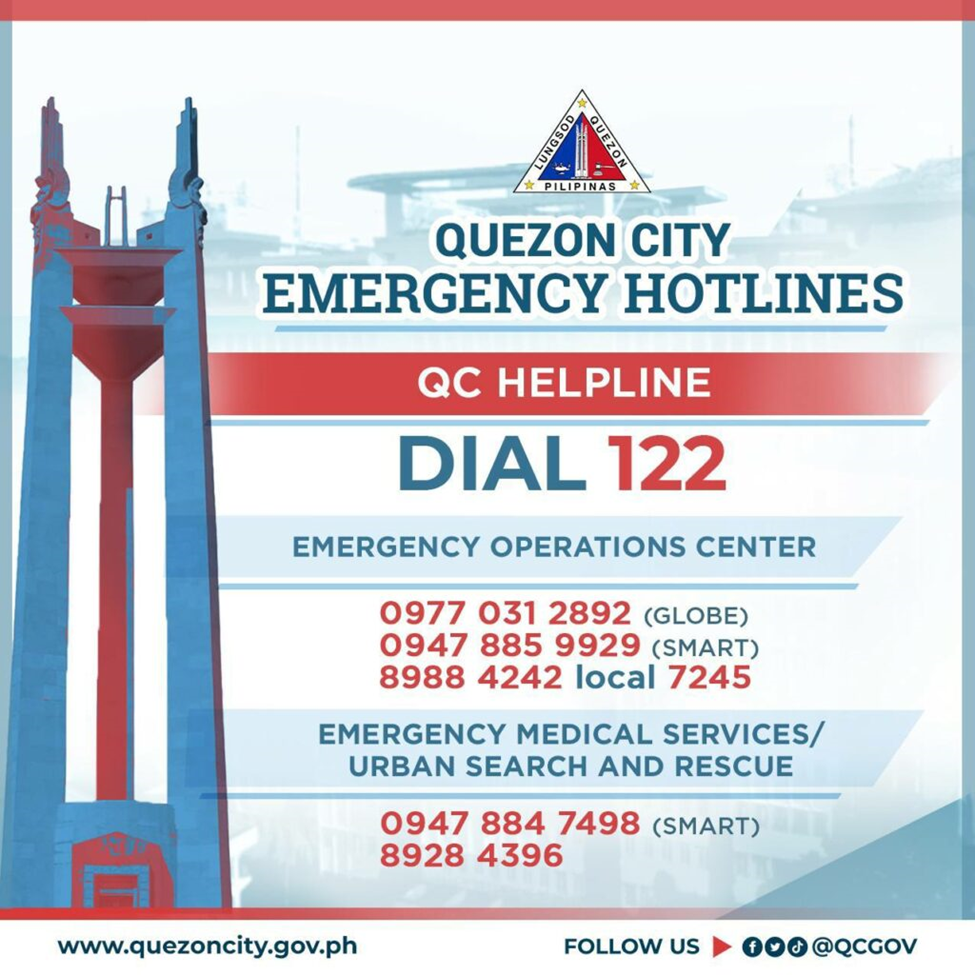 LUNGSOD QUEZON
PILIPINAS
QUEZON CITY
EMERGENCY HOTLINES
QC HELPLINE
DIAL 122
EMERGENCY OPERATIONS CENTER
0977 031 2892 (GLOBE)
0947 885 9929 (SMART)
8988 4242 local 7245
EMERGENCY MEDICAL SERVICES/
URBAN SEARCH AND RESCUE
0947 884 7498 (SMART)
8928 4396
www.quezoncity.gov.ph FOLLOW US @QCGOV